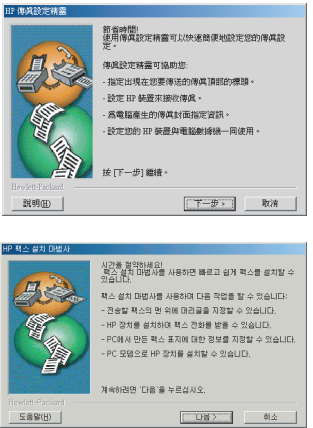 HP 傳真設定精靈
節省時間!
使用傳真設定精靈可以快速簡便地設定您的傳真設
定。
傳真設定精靈可協助您:
- 指定出現在您要傳送的傳真頂部的標頭。
- 設定 HP 裝置來接收傳真。
- 爲電腦產生的傳真封面指定資訊。
- 設定您的 HP 裝置與電腦數據機一同使用。
按 [下一步] 繼續。
Hewlett-Packard
說明(H)
下一步 >
取消
HP 팩스 설치 마법사
시간을 절약하세요!
팩스 설치 마법사를 사용하면 빠르고 쉽게 팩스를 설치할 수
있습니다.
팩스 설치 마법사를 사용하여 다음 작업을 할 수 있습니다:
- 전송할 팩스의 맨 위에 머리글을 지정할 수 있습니다.
- HP 장치를 설치하여 팩스 전화를 받을 수 있습니다.
- PC에서 만든 팩스 표지에 대한 정보를 지정할 수 있습니다.
- PC 모뎀으로 HP 장치를 설치할 수 있습니다.
계속하려면 '다음'을 누르십시오.
Hewlett-Packard
도움말(H)
다음 >
취소